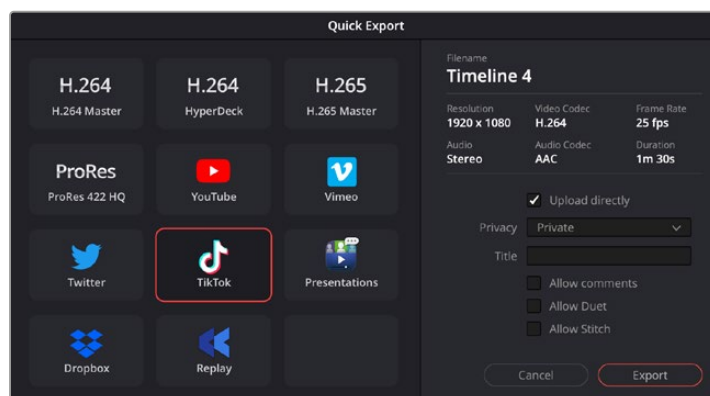 Quick Export
H.264
H.264 Master
H.264
HyperDeck
H.265
H.265 Master
ProRes
ProRes 422 HQ
YouTube
Vimeo
Twitter
TikTok
Presentations
Dropbox
Replay
Filename
Timeline 4
Resolution Video Codec Frame Rate
1920 x 1080 H.264 25 fps
Audio Audio Codec Duration
Stereo AAC 1m 30s
Upload directly
Privacy Private
Title
Allow comments
Allow Duet
Allow Stitch
Cancel Export